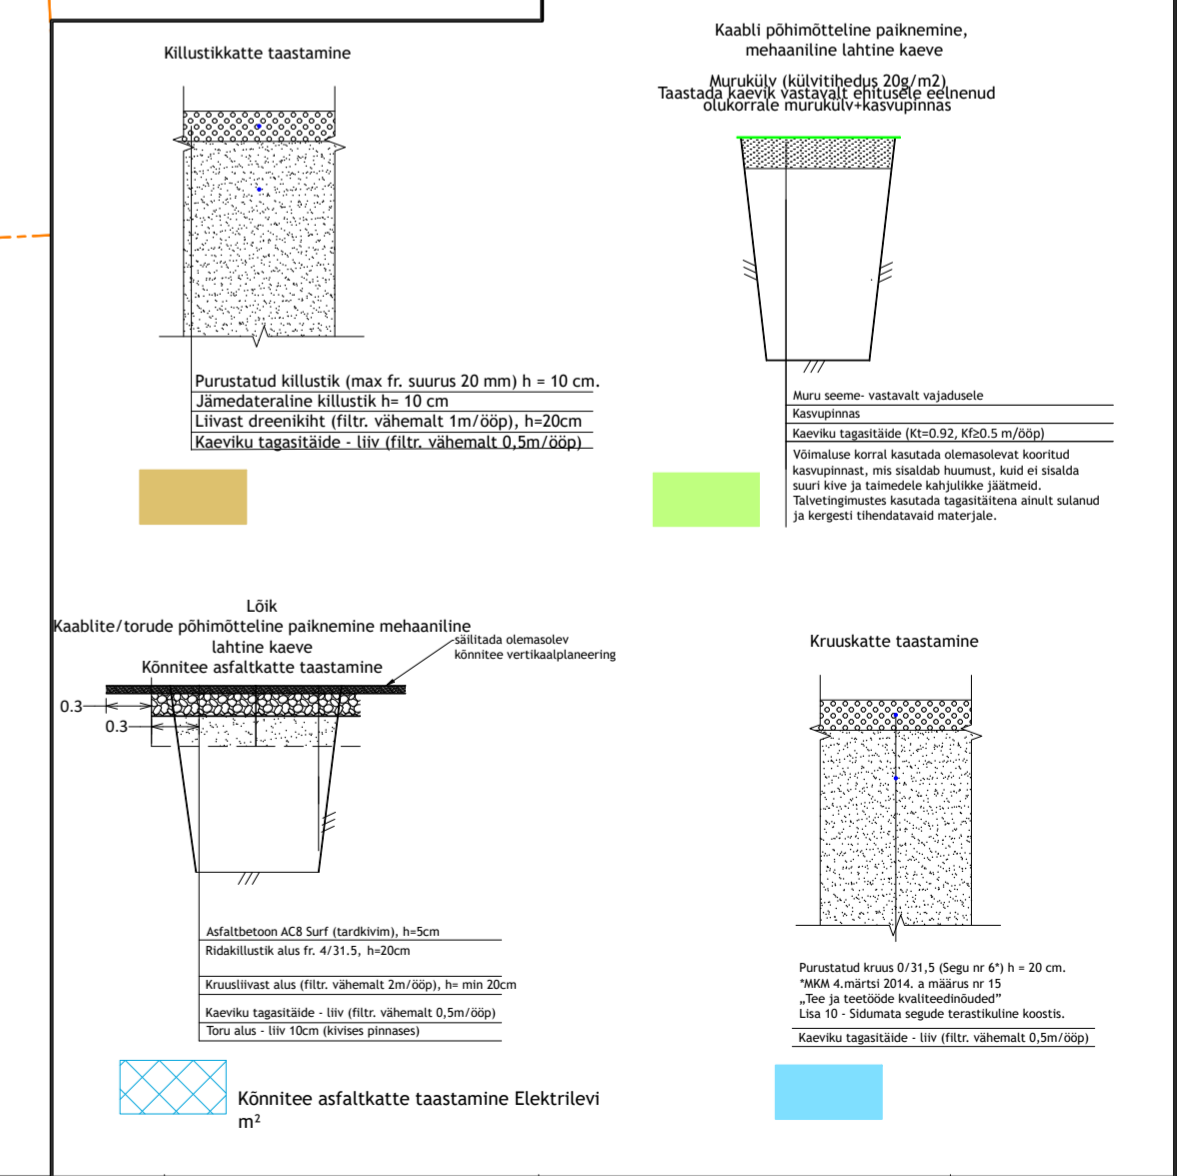 Killustikkatte taastamine
Purustatud killustik (max fr. suurus 20 mm) h = 10 cm.
Jämedateraline killustik h= 10 cm
Liivast dreenikiht (filtr. vähemalt 1m/ööp), h=20cm
Kaeviku tagasitäide - liiv (filtr. vähemalt 0,5m/ööp)
Kaabli põhimõtteline paiknemine,
mehaaniline lahtine kaeve
Murukülv (külvitihedus 20g/m2)
Taastada kaevik vastavalt ehitusele eelnenud
olukorrale murukülv+kasvupinnas
Muru seeme- vastavalt vajadusele
Kasvupinnas
Kaeviku tagasitäide (Kt=0.92, Kf≥0.5 m/ööp)
Võimaluse korral kasutada olemasolevat kooritud
kasvupinnast, mis sisaldab huumust, kuid ei sisalda
suuri kive ja taimedele kahjulikke jäätmeid.
Talvetingimustes kasutada tagasitäitena ainult sulanud
ja kergesti tihendatavaid materjale.
Lõik
Kaablite/torude põhimõtteline paiknemine mehaaniline
lahtine kaeve
Kõnnitee asfaltkatte taastamine
säilitada olemasolev
kõnnitee vertikaalplaneering
0.3
0.3
Asfaltbetoon AC8 Surf (tardkivim), h=5cm
Ridakillustik alus fr. 4/31.5, h=20cm
Kruusliivast alus (filtr. vähemalt 2m/ööp), h= min 20cm
Kaeviku tagasitäide - liiv (filtr. vähemalt 0,5m/ööp)
Toru alus - liiv 10cm (kivises pinnases)
Kõnnitee asfaltkatte taastamine Elektrilevi
m²
Kruuskatte taastamine
Purustatud kruus 0/31,5 (Segu nr 6*) h = 20 cm.
*MKM 4.märtsi 2014. a määrus nr 15
„Tee ja teetööde kvaliteedinõuded”
Lisa 10 - Sidumata segude terastikuline koostis.
Kaeviku tagasitäide - liiv (filtr. vähemalt 0,5m/ööp)